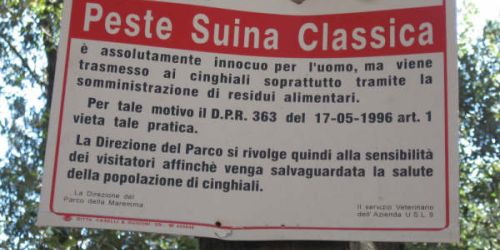 Peste Suina Classica
è assolutamente innocuo per l'uomo, ma viene
trasmesso ai cinghiali soprattutto tramite la
somministrazione di residui alimentari.
Per tale motivo il D.P.R. 363 del 17-05-1996 art. 1
vieta tale pratica.
La Direzione del Parco si rivolge quindi alla sensibilità
dei visitatori affinchè venga salvaguardata la salute
della popolazione di cinghiali.
La Direzione del
Parco della Maremma
Il servizio Veterinario
dell'Azienda U S L 9